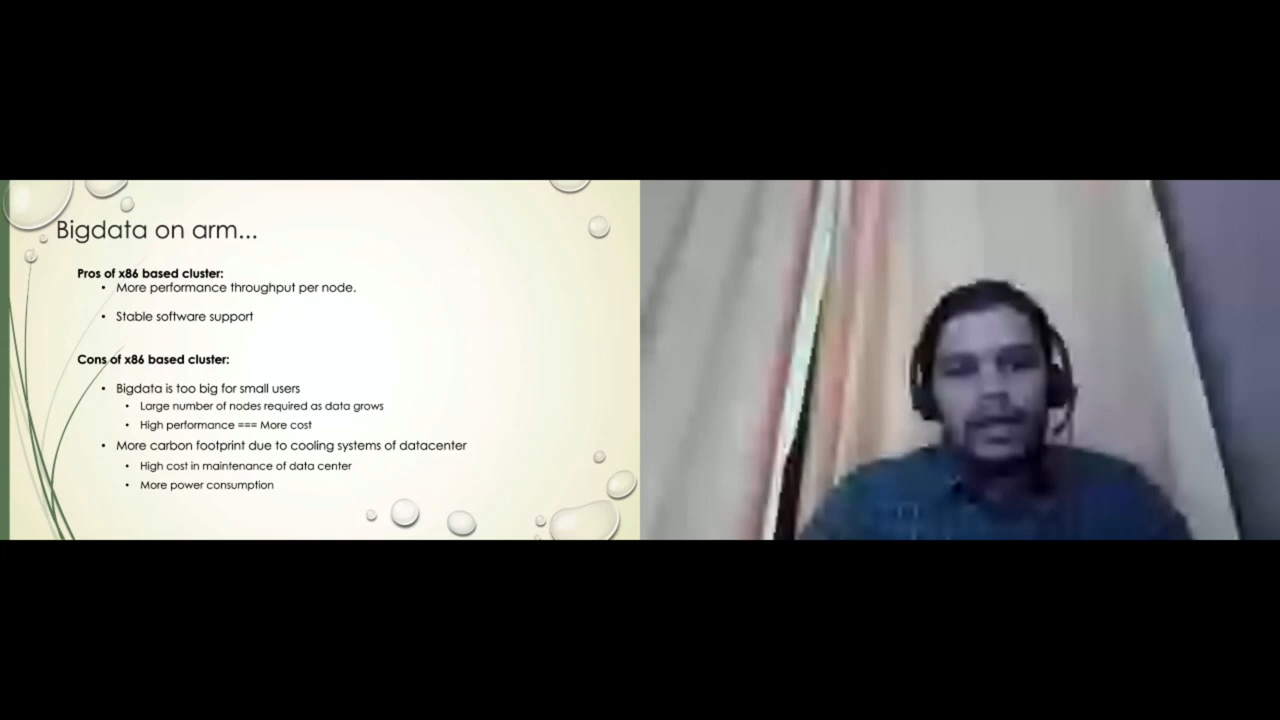 Bigdata on arm...
Pros of x86 based cluster:
• More performance throughput per node.
• Stable software support
Cons of x86 based cluster:
• Bigdata is too big for small users
• Large number of nodes required as data grows
• High performance === More cost
• More carbon footprint due to cooling systems of datacenter
• High cost in maintenance of data center
• More power consumption